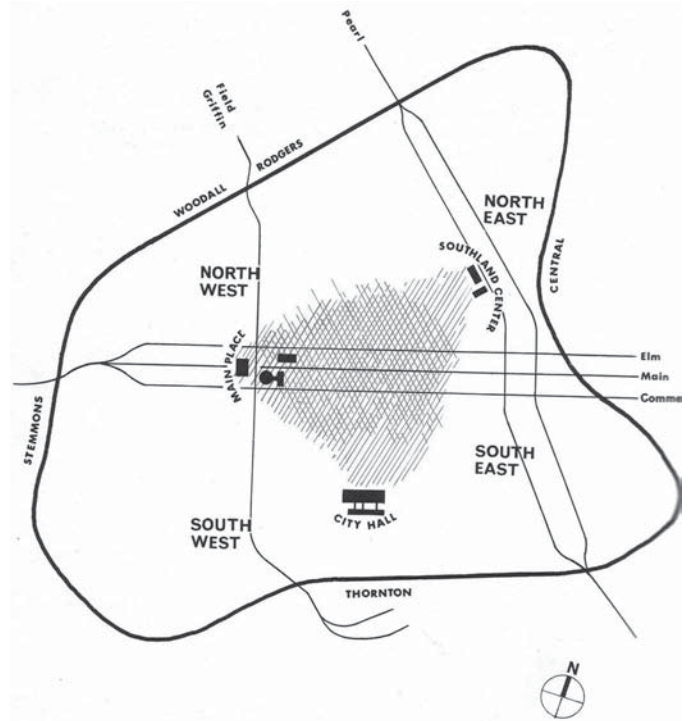 Pearl
Field
Griffin
WOODALL RODGERS
NORTH
EAST
SOUTHLAND CENTER
CENTRAL
NORTH
WEST
MAIN PLACE
Elm
Main
Comme
STEMMONS
SOUTH
EAST
SOUTH
WEST
CITY HALL
THORNTON
N